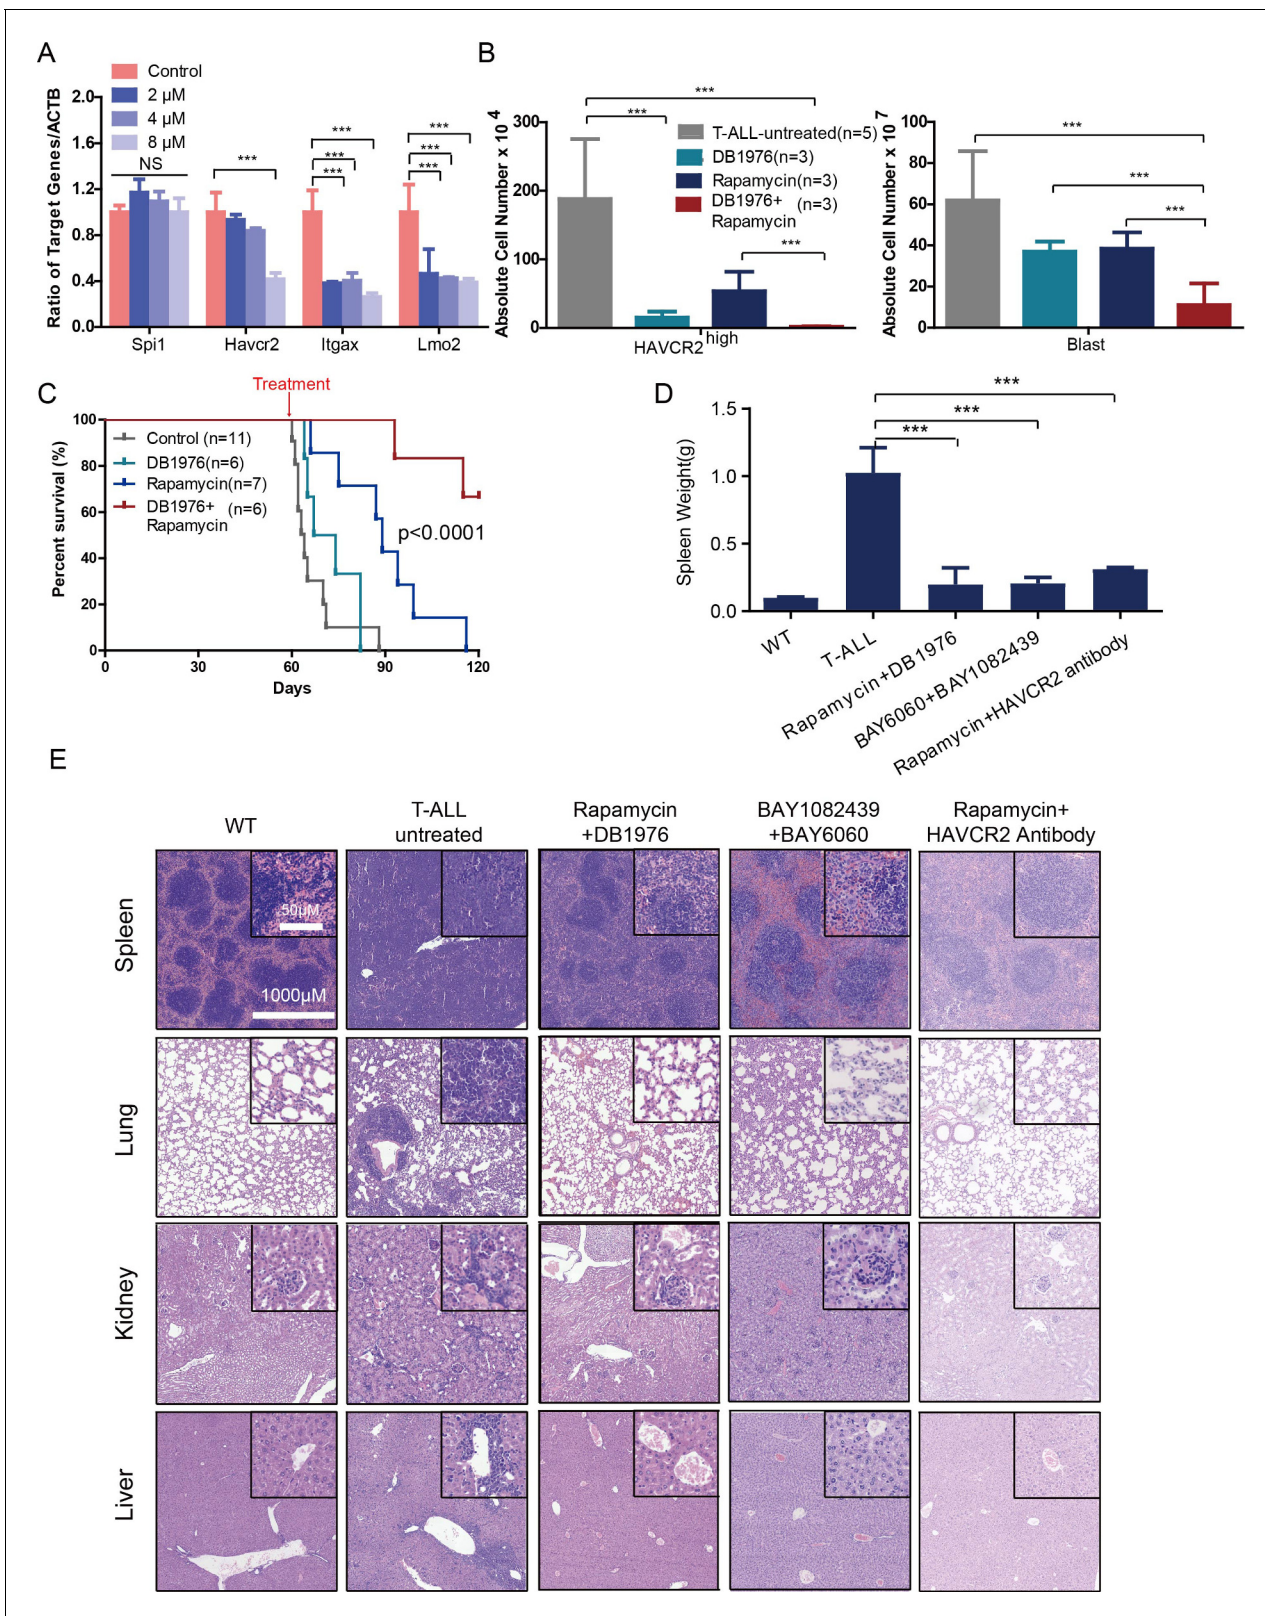 A
Control
2 µM
4 µM
8 µM
NS
***
***
***
***
***
***
***
Ratio of Target Genes/ACTB
2.0
1.6
1.2
0.8
0.4
0.0
Spi1
Havcr2
Itgax
Lmo2
B
Absolute Cell Number x 10 4
300
200
100
0
***
***
***
T-ALL-untreated(n=5)
DB1976(n=3)
Rapamycin(n=3)
DB1976+ (n=3)
Rapamycin
HAVCR2high
Absolute Cell Number x 10 7
100
80
60
40
20
0
***
***
***
Blast
C
Treatment
Percent survival (%)
100
80
60
40
20
0
Control (n=11)
DB1976(n=6)
Rapamycin(n=7)
DB1976+ (n=6)
Rapamycin
p<0.0001
0
30
60
90
120
Days
D
Spleen Weight(g)
1.5
1.0
0.5
0.0
***
***
***
WT
T-ALL
Rapamycin+DB1976
BAY6060+BAY1082439
Rapamycin+HAVCR2 antibody
E
WT
T-ALL
untreated
Rapamycin
+DB1976
BAY1082439
+BAY6060
Rapamycin+
HAVCR2 Antibody
Spleen
50µM
1000µM
Lung
Kidney
Liver